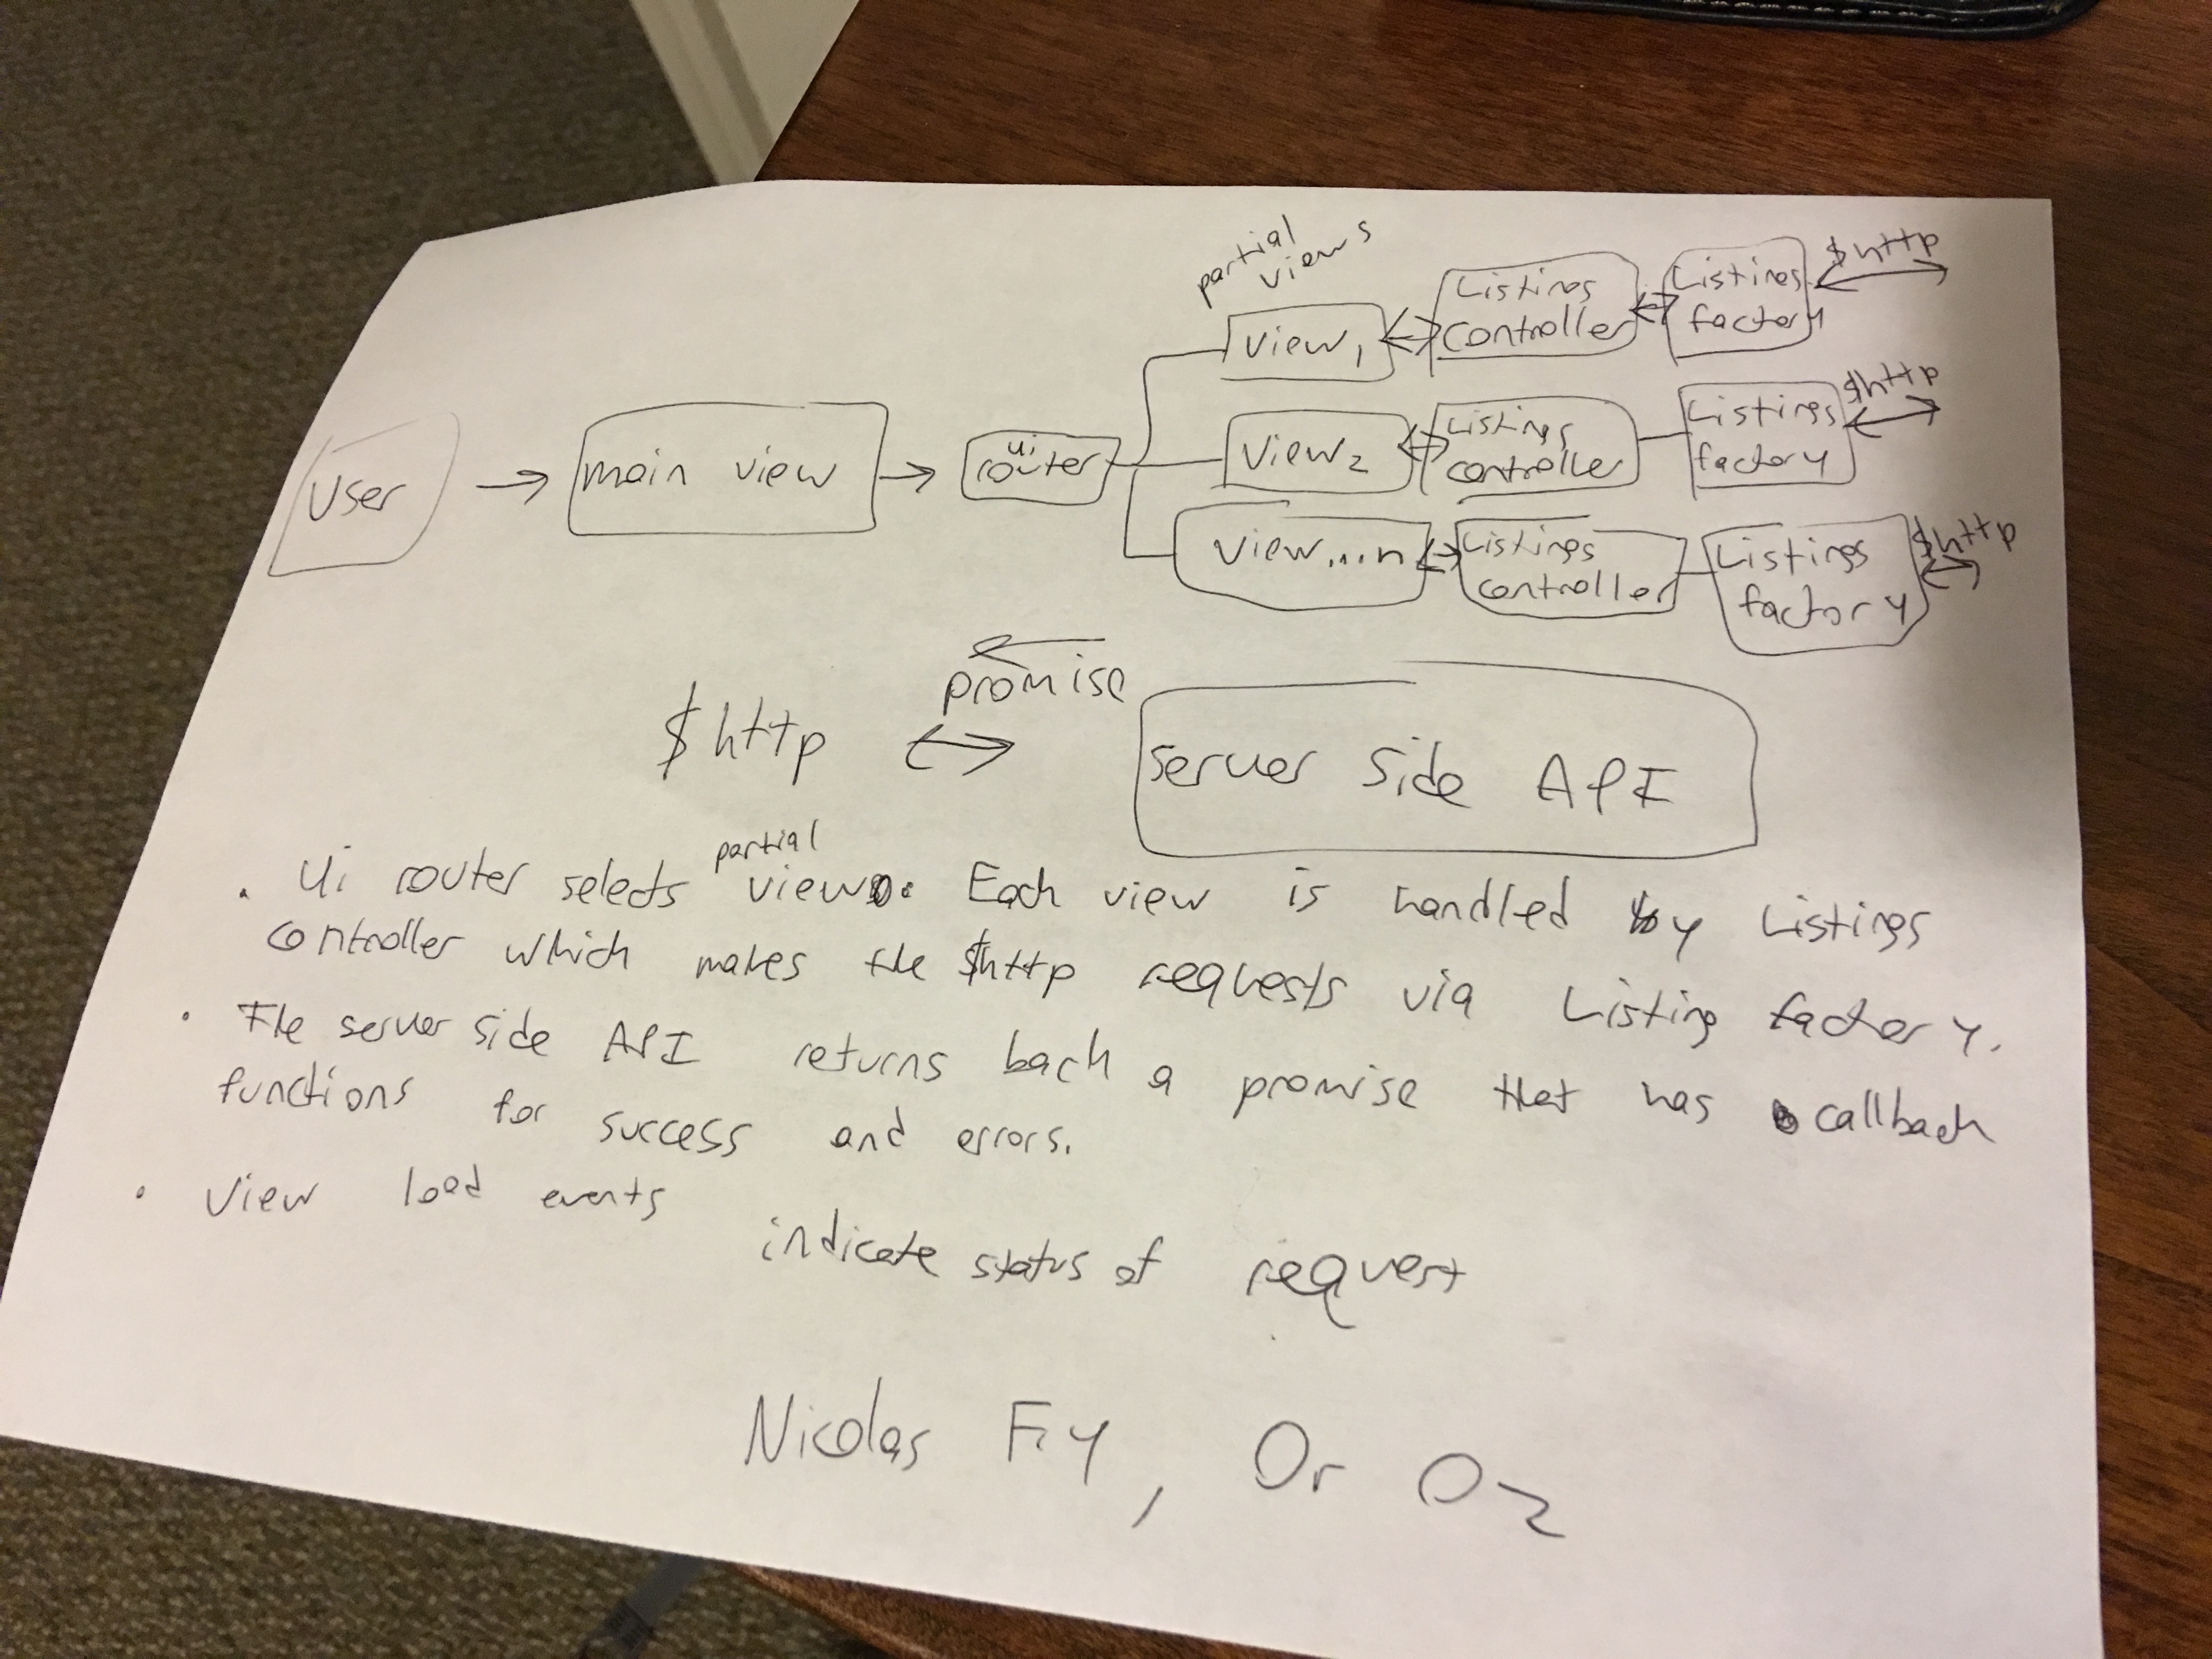 partial
views
View1
Listings
controller
Listings
factory
$http
User
main view
ui
router
View2
Listings
controller
Listings
factory
$http
View...n
Listings
controller
Listings
factory
$http
promise
$http
Server Side API
partial
• Ui router selects view. Each view is handled by Listings
controller which makes the $http requests via Listing factory.
• The server side API returns back a promise that has callback
functions for success and errors.
• View load events
indicate status of request
Nicolas Fry, Or Oz